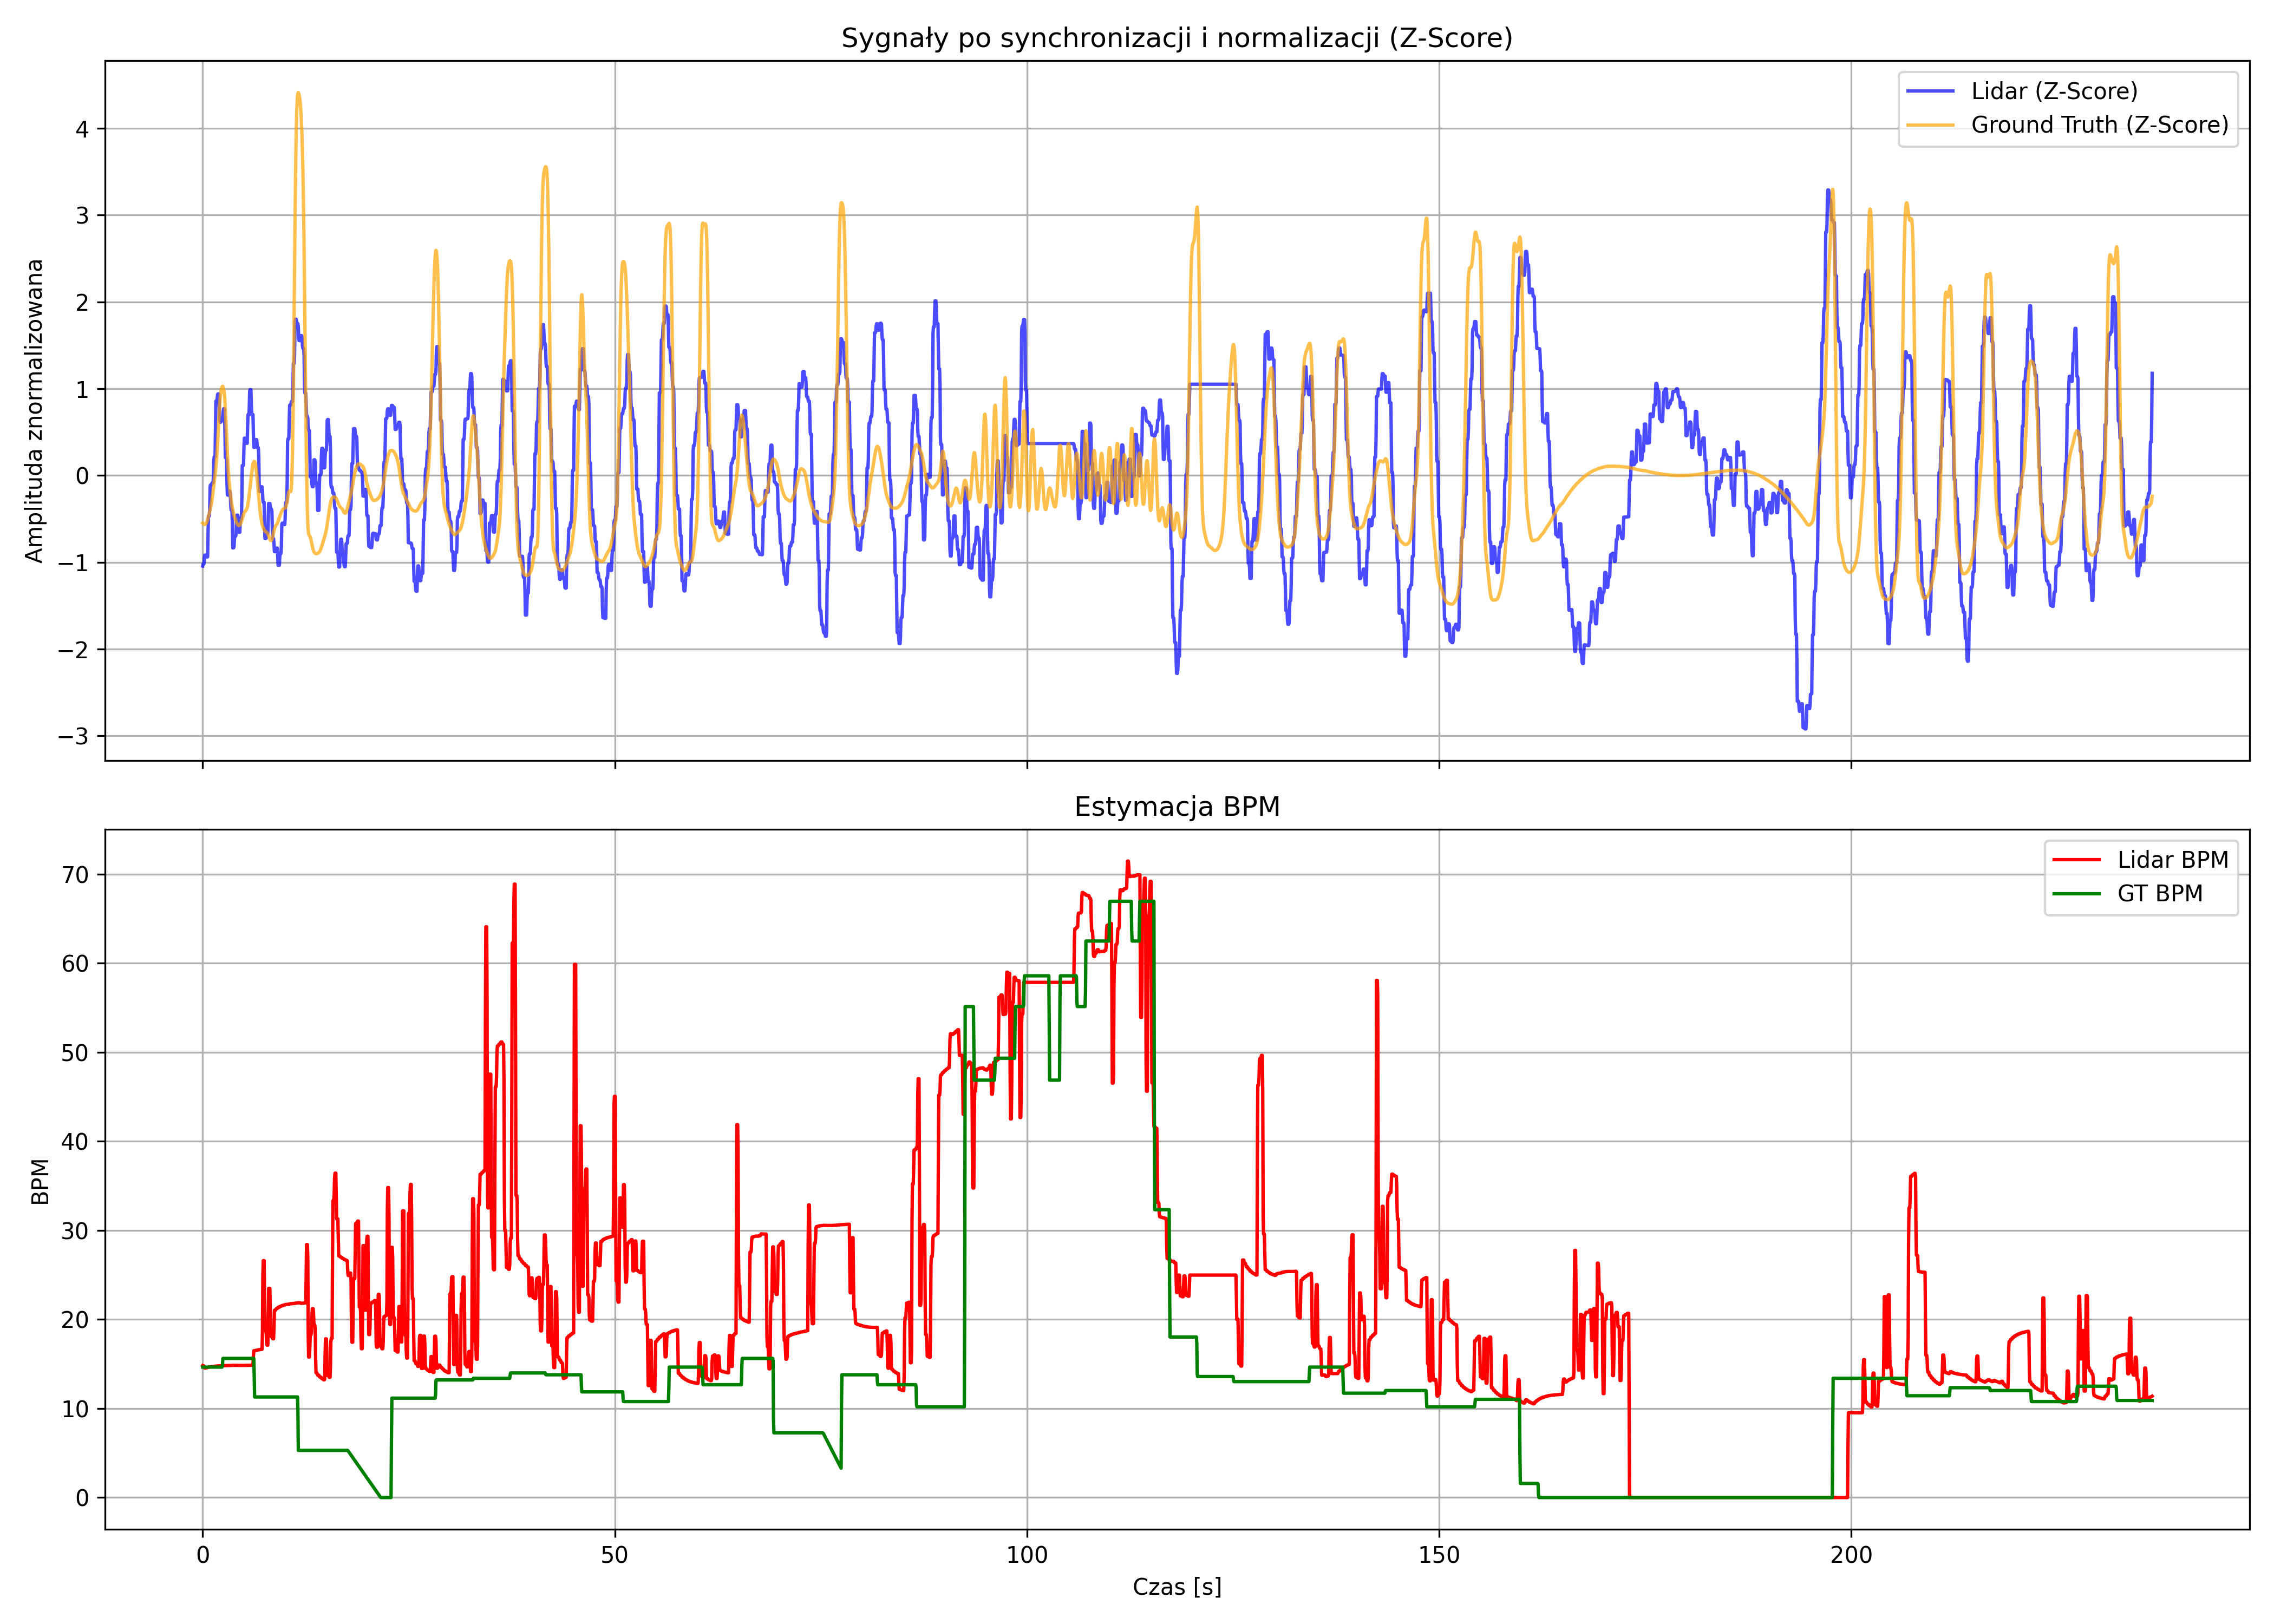 Sygnały po synchronizacji i normalizacji (Z-Score)
Amplituda znormalizowana
4
3
2
1
0
−1
−2
−3
Lidar (Z-Score)
Ground Truth (Z-Score)
Estymacja BPM
BPM
70
60
50
40
30
20
10
0
Lidar BPM
GT BPM
0 50 100 150 200
Czas [s]